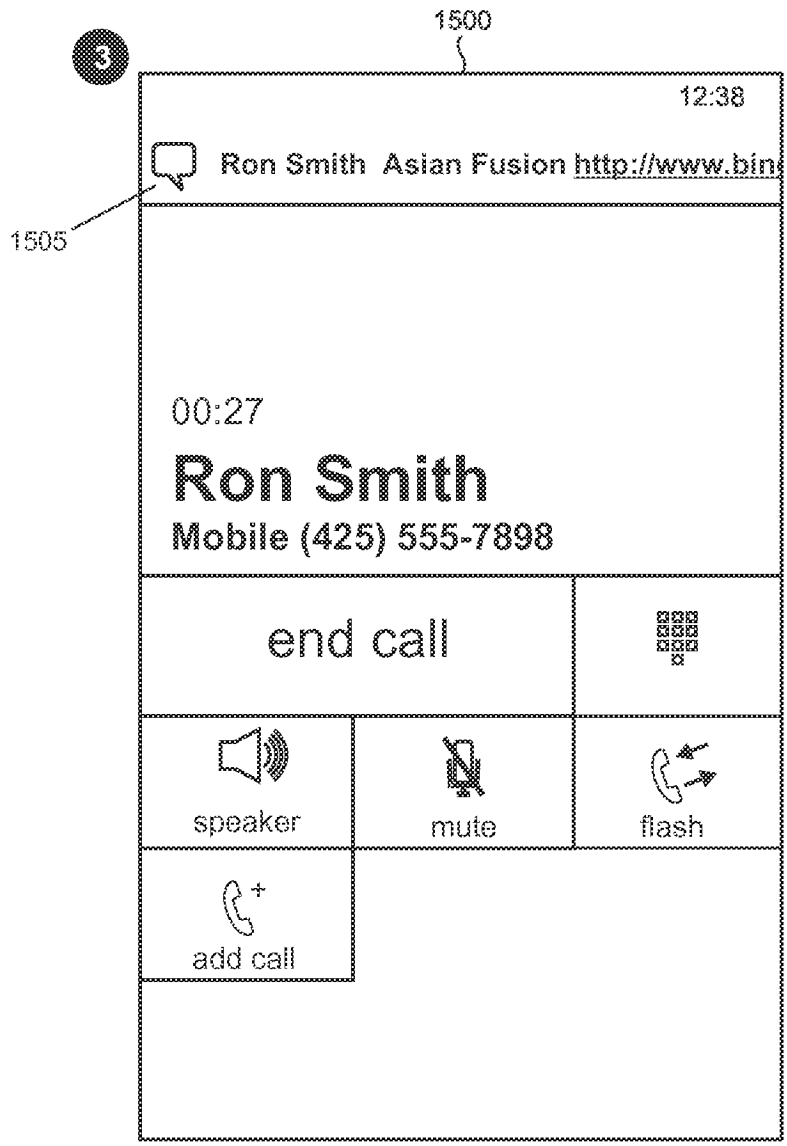 1500
3
12:38
Ron Smith Asian Fusion http://www.bin
1505
00:27
Ron Smith
Mobile (425) 555-7898
end call
speaker
mute
flash
add call